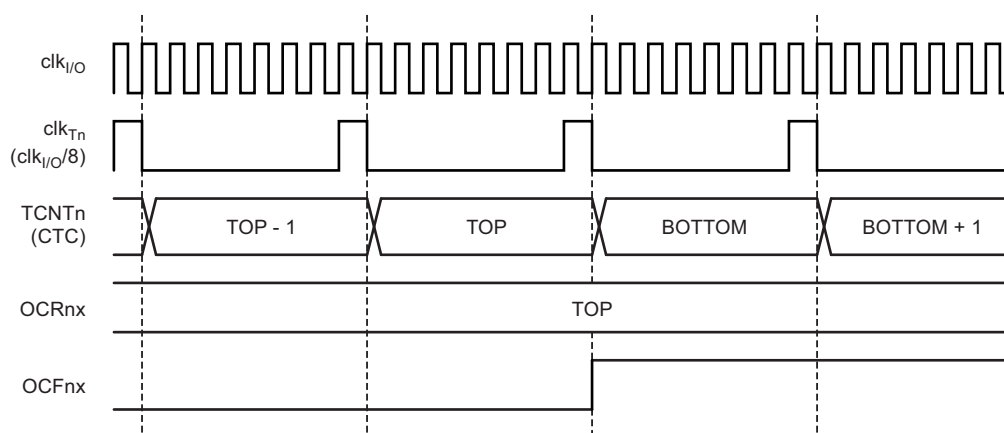 clkI/O
clkTn
(clkI/O/8)
TCNTn
(CTC)
TOP - 1
TOP
BOTTOM
BOTTOM + 1
OCRnx
TOP
OCFnx